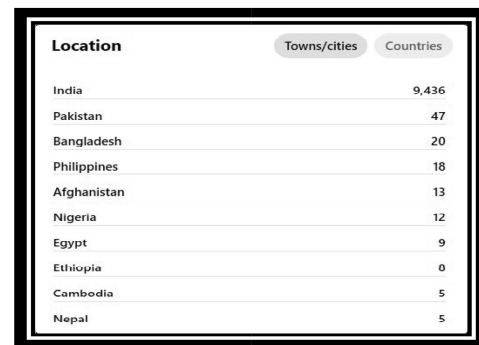 Location Towns/cities Countries
India 9,436
Pakistan 47
Bangladesh 20
Philippines 18
Afghanistan 13
Nigeria 12
Egypt 9
Ethiopia 0
Cambodia 5
Nepal 5